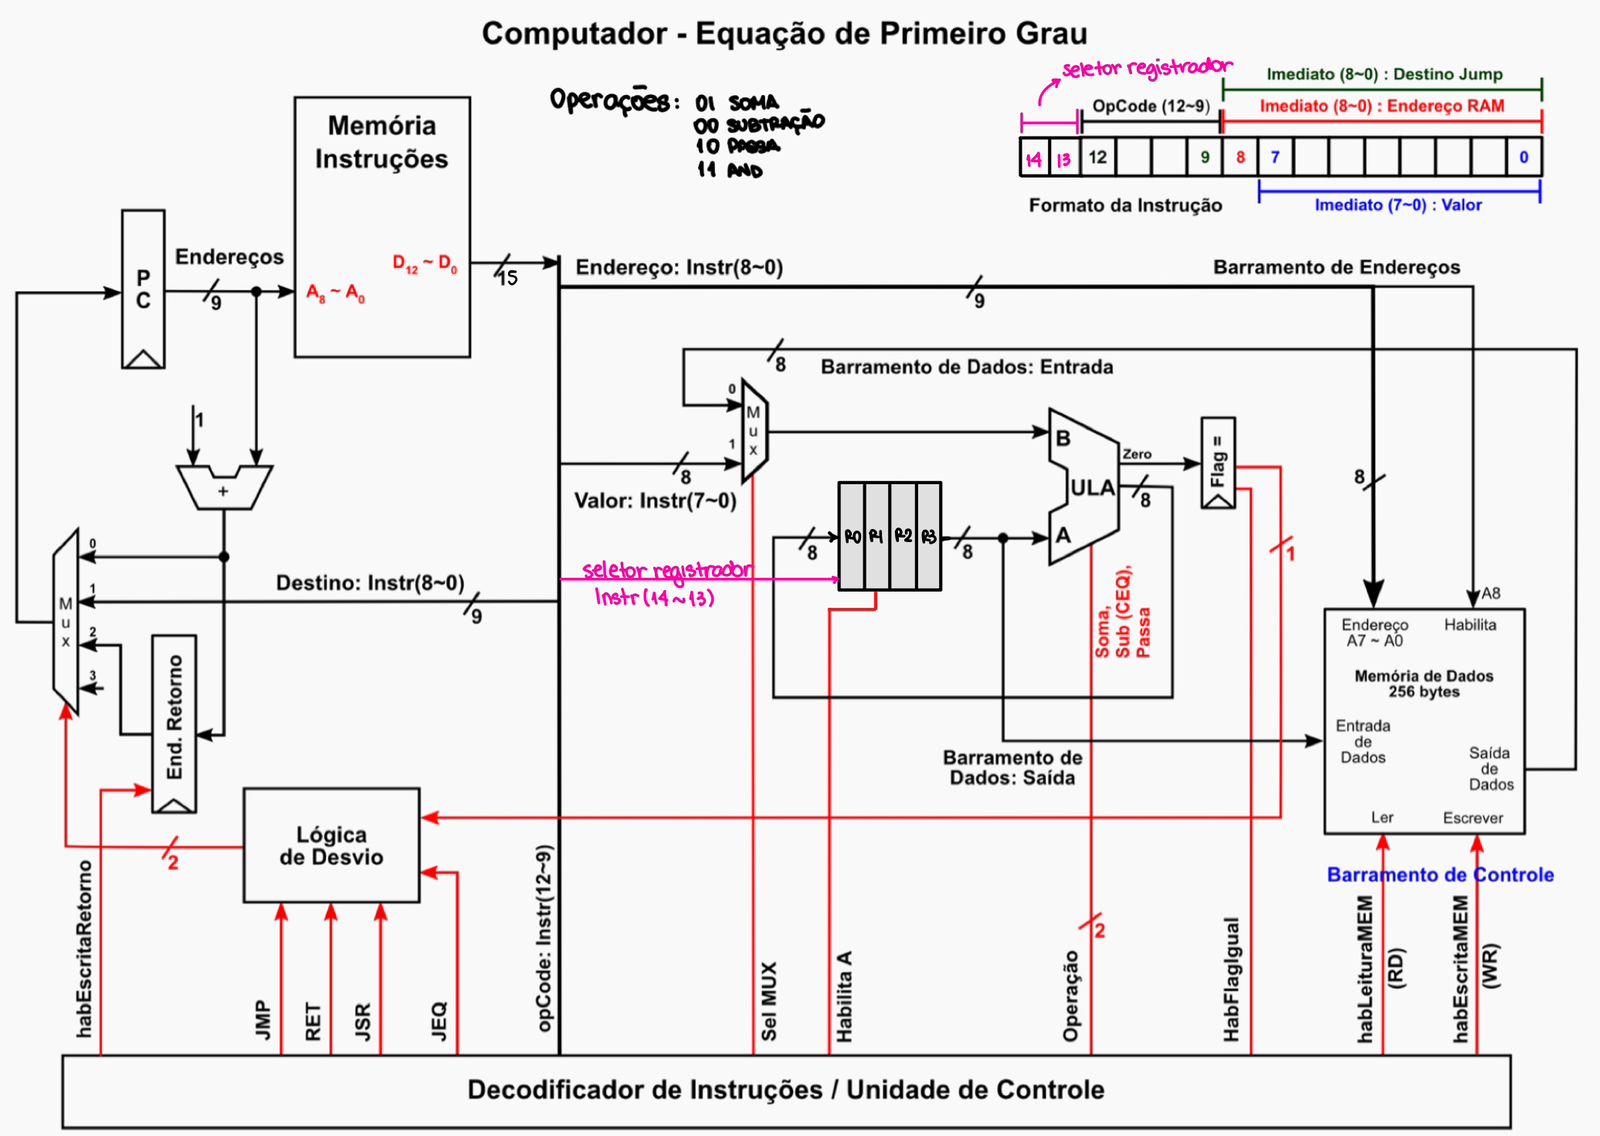 Computador - Equação de Primeiro Grau
Operações: 01 SOMA
00 SUBTRAÇÃO
10 PASSA
11 AND
seletor registrador
Imediato (8~0) : Destino Jump
OpCode (12~9)
Imediato (8~0) : Endereço RAM
14 13 12 9 8 7 0
Formato da Instrução
Imediato (7~0) : Valor
Memória
Instruções
D12 ~ D0
A8 ~ A0
15
PC
Endereços
9
1
+
Endereço: Instr(8~0)
9
Barramento de Endereços
8
Barramento de Dados: Entrada
0
1
Mux
8
Valor: Instr(7~0)
B
ULA
A
Zero
8
Flag =
8
1
8
R0 R1 R2 R3
8
seletor registrador
Instr (14~13)
Destino: Instr(8~0)
9
0
1
2
3
Mux
End. Retorno
Soma,
Sub (CEQ),
Passa
A8
Endereço
A7 ~ A0
Habilita
Memória de Dados
256 bytes
Entrada
de
Dados
Saída
de
Dados
Ler
Escrever
Barramento de
Dados: Saída
Lógica
de Desvio
2
Barramento de Controle
2
habEscritaRetorno
JMP
RET
JSR
JEQ
opCode: Instr(12~9)
Sel MUX
Habilita A
Operação
HabFlagIgual
habLeituraMEM
(RD)
habEscritaMEM
(WR)
Decodificador de Instruções / Unidade de Controle